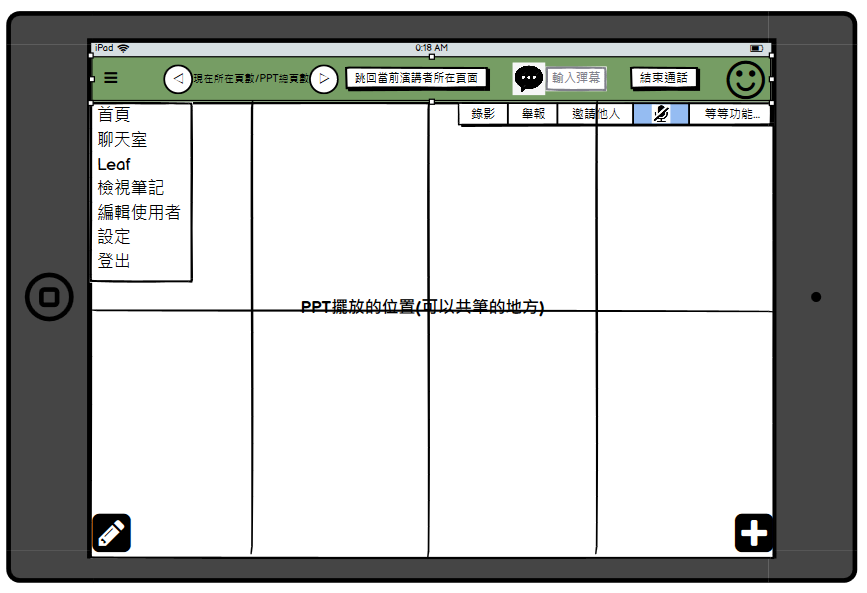 iPad
0:18 AM
現在所在頁數/PPT總頁數
跳回當前演講者所在頁面
輸入彈幕
結束通話
首頁
聊天室
Leaf
檢視筆記
編輯使用者
設定
登出
錄影
舉報
邀請他人
等等功能...
PPT擺放的位置(可以共筆的地方)